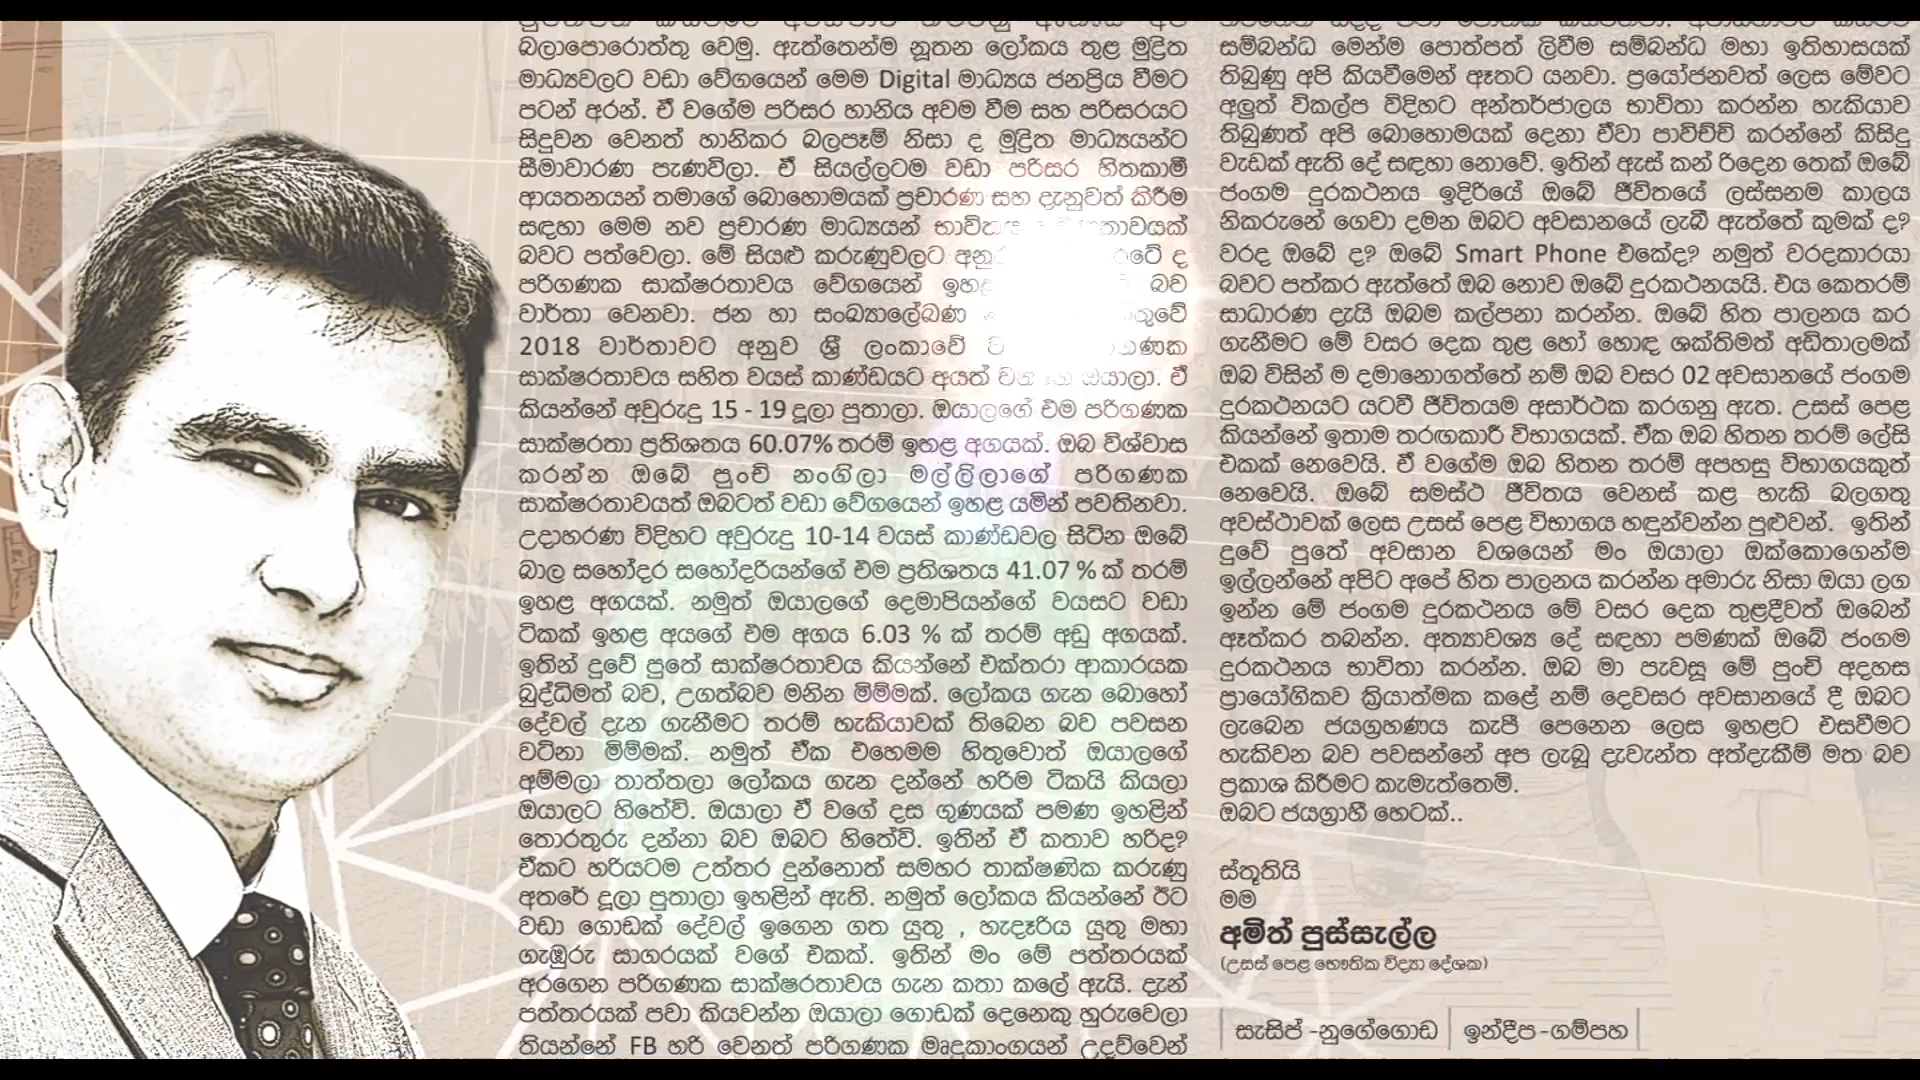 බලාපොරොත්තු වෙමු. ඇත්තෙන්ම නූතන ලෝකය තුළ මුද්‍රිත
මාධ්‍යවලට වඩා වේගයෙන් මෙම Digital මාධ්‍යය ජනප්‍රිය වීමට
පටන් අරන්. ඒ වගේම පරිසර හානිය අවම වීම සහ පරිසරයට
සිදුවන වෙනත් හානිකර බලපෑම් නිසා ද මුද්‍රිත මාධ්‍යයන්ට
සීමාවාරණ පැණවිලා. ඒ සියල්ලටම වඩා පරිසර හිතකාමී
ආයතනයන් තමාගේ බොහොමයක් ප්‍රචාරණ සහ දැනුවත් කිරීම
සඳහා මෙම නව ප්‍රචාරණ මාධ්‍යයන්
බවට පත්වෙලා. මේ සියළු කරුණුවලට ද
පරිගණක සාක්ෂරතාවය වේගයෙන් බව
වාර්තා වෙනවා. ජන හා සංඛ්‍යාලේඛණ
2018 වාර්තාවට අනුව ශ්‍රී ලංකාවේ
සාක්ෂරතාවය සහිත වයස් කාණ්ඩයට අයත් ඔයාලා. ඒ
කියන්නේ අවුරුදු 15 - 19 දූලා පුතාලා. ඔයාලගේ එම පරිගණක
සාක්ෂරතා ප්‍රතිශතය 60.07% තරම් ඉහළ අගයක්. ඔබ විශ්වාස
කරන්න ඔබේ පුංචි නංගිලා මල්ලිලාගේ පරිගණක
සාක්ෂරතාවයත් ඔබටත් වඩා වේගයෙන් ඉහළ යමින් පවතිනවා.
උදාහරණ විදිහට අවුරුදු 10-14 වයස් කාණ්ඩවල සිටින ඔබේ
බාල සහෝදර සහෝදරියන්ගේ එම ප්‍රතිශතය 41.07 % ක් තරම්
ඉහළ අගයක්. නමුත් ඔයාලගේ දෙමාපියන්ගේ වයසට වඩා
ටිකක් ඉහළ අයගේ එම අගය 6.03 % ක් තරම් අඩු අගයක්.
ඉතින් දුවේ පුතේ සාක්ෂරතාවය කියන්නේ එක්තරා ආකාරයක
බුද්ධිමත් බව, උගත්බව මනින මිම්මක්. ලෝකය ගැන බොහෝ
දේවල් දැන ගැනීමට තරම් හැකියාවක් තිබෙන බව පවසන
වටිනා මිම්මක්. නමුත් ඒක එහෙමම හිතුවොත් ඔයාලගේ
අම්මලා තාත්තලා ලෝකය ගැන දන්නේ හරිම ටිකයි කියලා
ඔයාලට හිතේවි. ඔයාලා ඒ වගේ දස ගුණයක් පමණ ඉහළින්
තොරතුරු දන්නා බව ඔබට හිතේවි. ඉතින් ඒ කතාව හරිද?
ඒකට හරියටම උත්තර දුන්නොත් සමහර තාක්ෂණික කරුණු
අතරේ දූලා පුතාලා ඉහළින් ඇති. නමුත් ලෝකය කියන්නේ ඊට
වඩා ගොඩක් දේවල් ඉගෙන ගත යුතු , හැදෑරිය යුතු මහා
ගැඹුරු සාගරයක් වගේ එකක්. ඉතින් මං මේ පත්තරයක්
අරගෙන පරිගණක සාක්ෂරතාවය ගැන කතා කලේ ඇයි. දැන්
පත්තරයක් පවා කියවන්න ඔයාලා ගොඩක් දෙනෙකු හුරුවෙලා
තියන්නේ FB හරි වෙනත් පරිගණක මෘදුකාංගයන් උදව්වෙන්
සම්බන්ධ මෙන්ම පොත්පත් ලිවීම සම්බන්ධ මහා ඉතිහාසයක්
තිබුණු අපි කියවීමෙන් ඈතට යනවා. ප්‍රයෝජනවත් ලෙස මේවට
අලුත් විකල්ප විදිහට අන්තර්ජාලය භාවිතා කරන්න හැකියාව
තිබුණත් අපි බොහොමයක් දෙනා ඒවා පාවිච්චි කරන්නේ කිසිදු
වැඩක් ඇති දේ සඳහා නොවේ. ඉතින් ඇස් කන් රිදෙන තෙක් ඔබේ
ජංගම දුරකථනය ඉදිරියේ ඔබේ ජීවිතයේ ලස්සනම කාලය
නිකරුනේ ගෙවා දමන ඔබට අවසානයේ ලැබී ඇත්තේ කුමක් ද?
වරද ඔබේ ද? ඔබේ Smart Phone එකේද? නමුත් වරදකාරයා
බවට පත්කර ඇත්තේ ඔබ නොව ඔබේ දුරකථනයයි. එය කෙතරම්
සාධාරණ දැයි ඔබම කල්පනා කරන්න. ඔබේ හිත පාලනය කර
ගැනීමට මේ වසර දෙක තුළ හෝ හොඳ ශක්තිමත් අඩිතාලමක්
ඔබ විසින් ම දමානොගත්තේ නම් ඔබ වසර 02 අවසානයේ ජංගම
දුරකථනයට යටවී ජීවිතයම අසාර්ථක කරගනු ඇත. උසස් පෙළ
කියන්නේ ඉතාම තරඟකාරී විභාගයක්. ඒක ඔබ හිතන තරම් ලේසි
එකක් නෙවෙයි. ඒ වගේම ඔබ හිතන තරම් අපහසු විභාගයකුත්
නෙවෙයි. ඔබේ සමස්ථ ජීවිතය වෙනස් කළ හැකි බලගතු
අවස්ථාවක් ලෙස උසස් පෙළ විභාගය හඳුන්වන්න පුළුවන්. ඉතින්
දුවේ පුතේ අවසාන වශයෙන් මං ඔයාලා ඔක්කොගෙන්ම
ඉල්ලන්නේ අපිට අපේ හිත පාලනය කරන්න අමාරු නිසා ඔයා ලග
ඉන්න මේ ජංගම දුරකථනය මේ වසර දෙක තුළදීවත් ඔබෙන්
ඈත්කර තබන්න. අත්‍යාවශ්‍ය දේ සඳහා පමණක් ඔබේ ජංගම
දුරකථනය භාවිතා කරන්න. ඔබ මා පැවසූ මේ පුංචි අදහස
ප්‍රායෝගිකව ක්‍රියාත්මක කළේ නම් දෙවසර අවසානයේ දී ඔබට
ලැබෙන ජයග්‍රහණය කැපී පෙනෙන ලෙස ඉහළට එසවීමට
හැකිවන බව පවසන්නේ අප ලැබූ දැවැන්ත අත්දැකීම් මත බව
ප්‍රකාශ කිරීමට කැමැත්තෙමි.
ඔබට ජයග්‍රාහී හෙටක්..
ස්තූතියි
මම
අමිත් පුස්සැල්ල
(උසස් පෙළ භෞතික විද්‍යා දේශක)
සැසිප් -නුගේගොඩ | ඉන්දීප -ගම්පහ